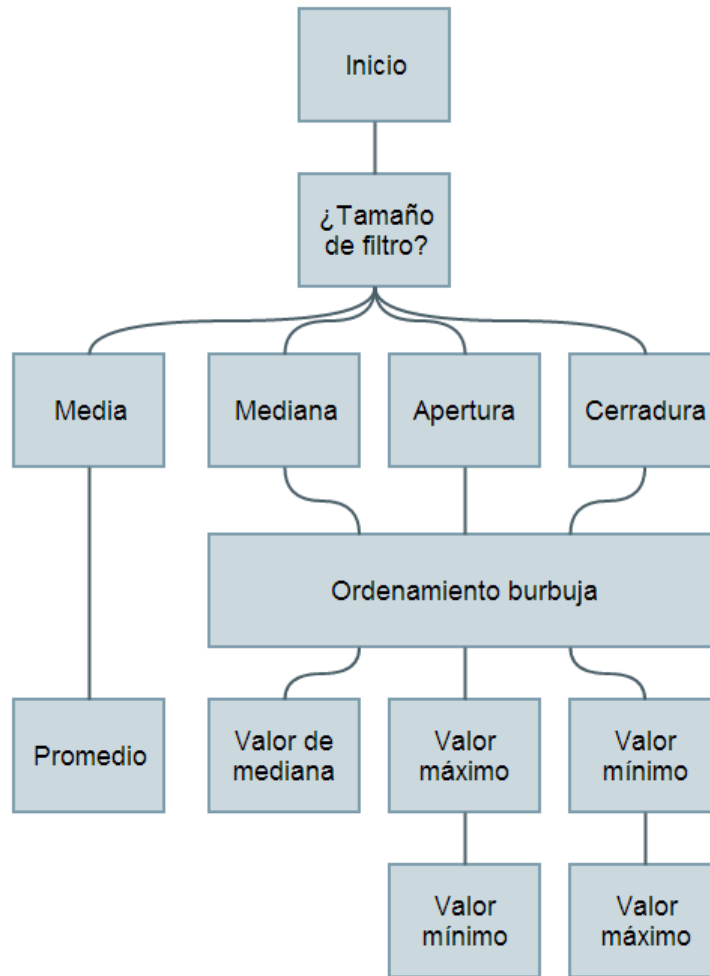 Inicio
¿Tamaño
de filtro?
Media
Mediana
Apertura
Cerradura
Ordenamiento burbuja
Promedio
Valor de
mediana
Valor
máximo
Valor
mínimo
Valor
mínimo
Valor
máximo